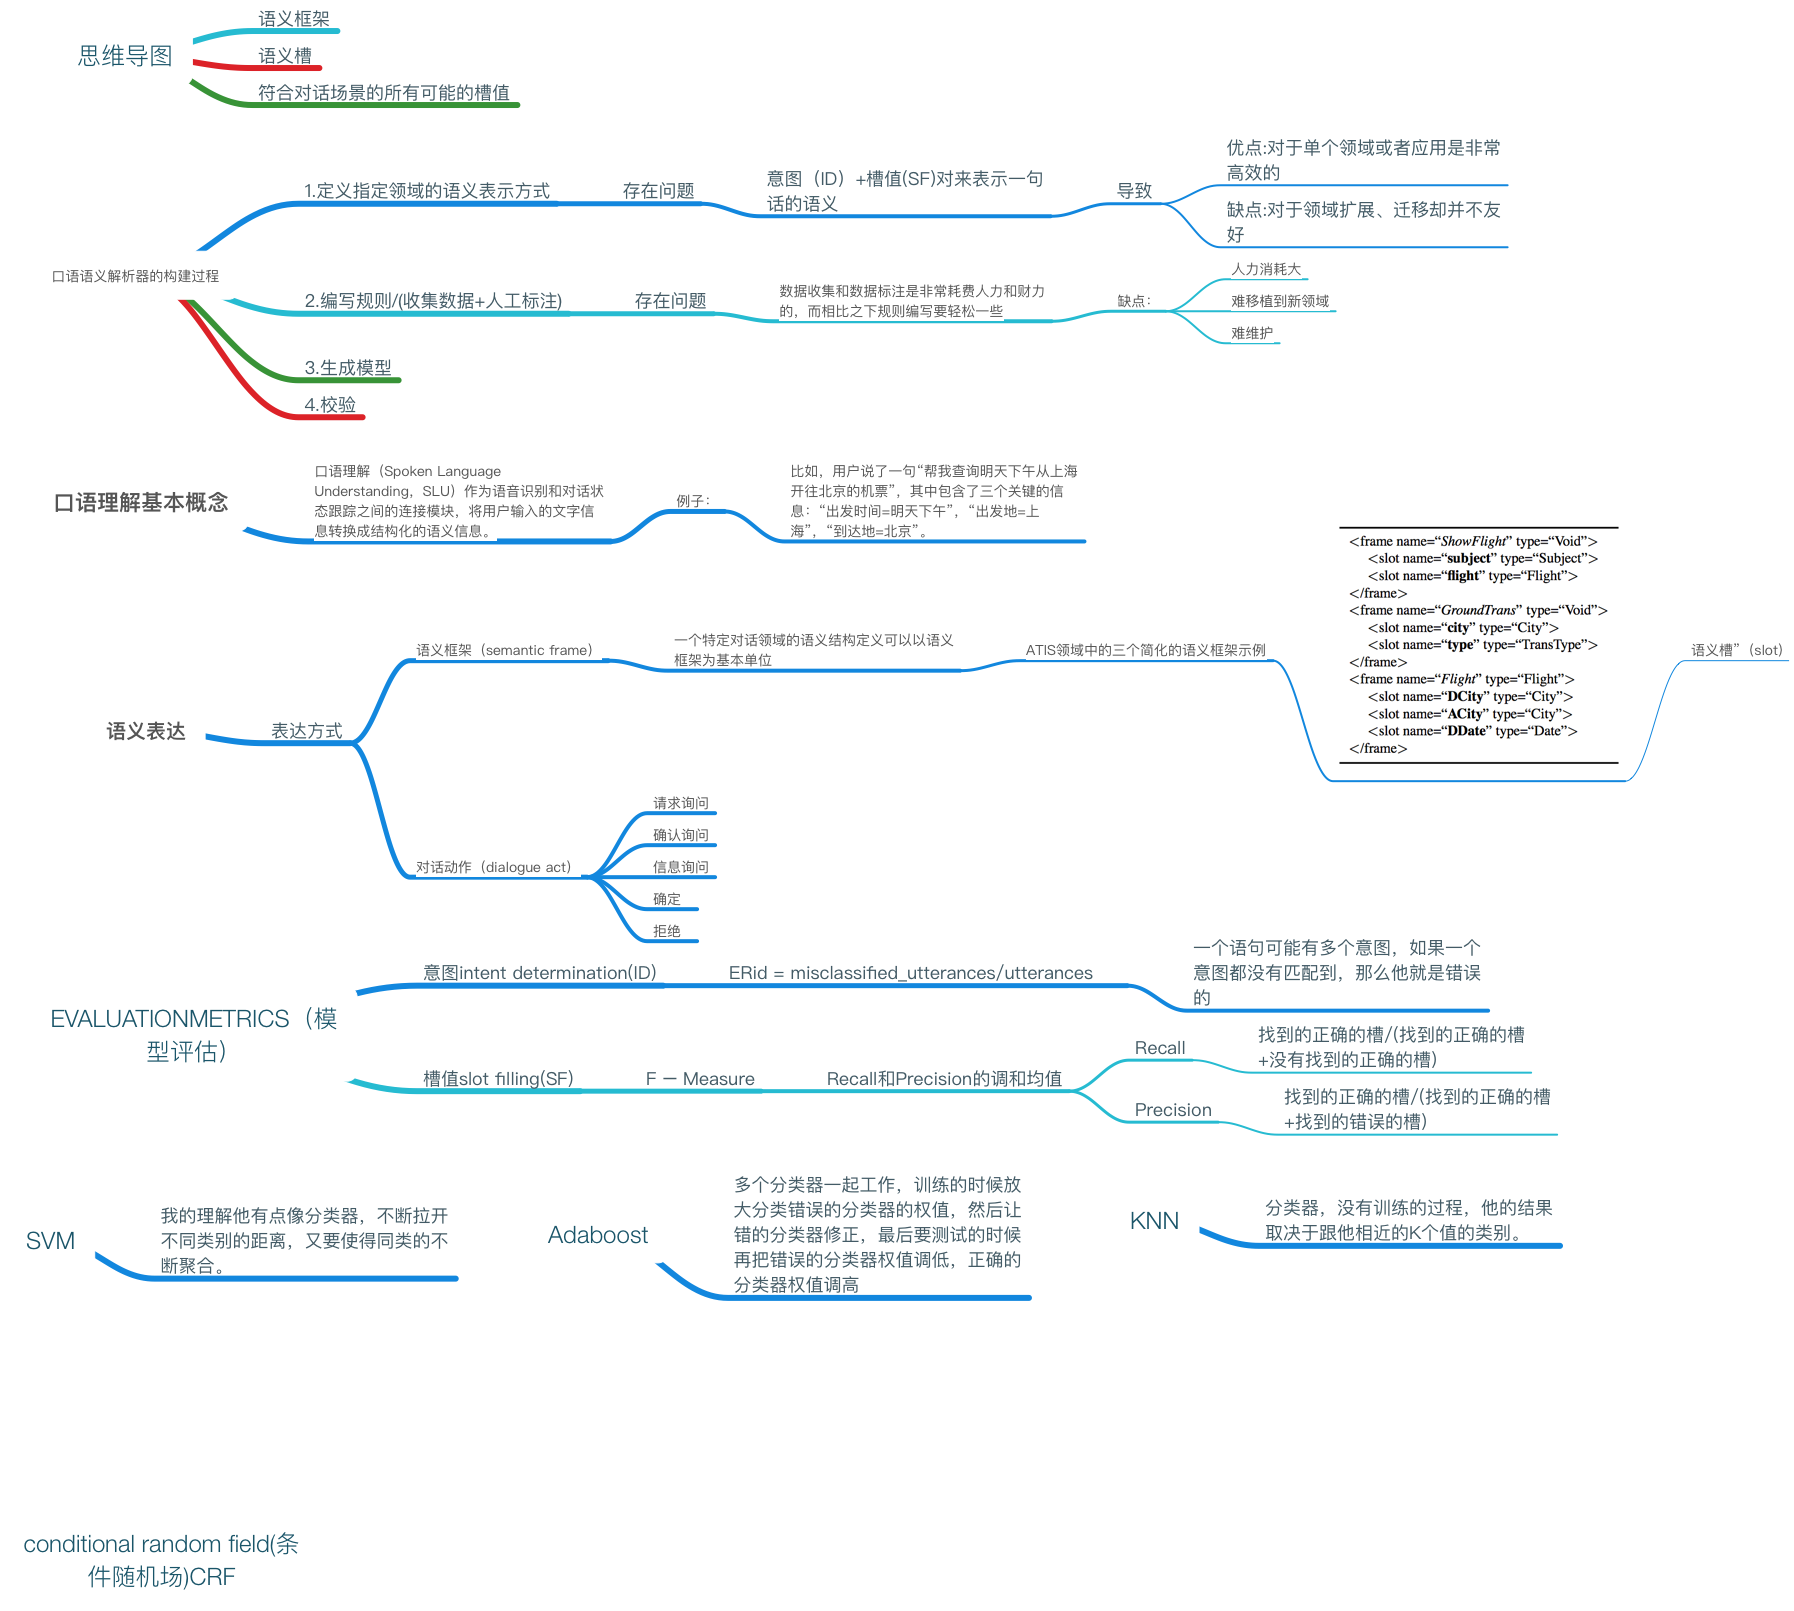 思维导图
语义框架
语义槽
符合对话场景的所有可能的槽值
口语语义解析器的构建过程
1.定义指定领域的语义表示方式
存在问题
意图（ID）+槽值(SF)对来表示一句
话的语义
导致
优点:对于单个领域或者应用是非常
高效的
缺点:对于领域扩展、迁移却并不友
好
2.编写规则/(收集数据+人工标注)
存在问题
数据收集和数据标注是非常耗费人力和财力
的，而相比之下规则编写要轻松一些
缺点：
人力消耗大
难移植到新领域
难维护
3.生成模型
4.校验
口语理解基本概念
口语理解（Spoken Language
Understanding，SLU）作为语音识别和对话状
态跟踪之间的连接模块，将用户输入的文字信
息转换成结构化的语义信息。
例子：
比如，用户说了一句“帮我查询明天下午从上海
开往北京的机票”，其中包含了三个关键的信
息：“出发时间=明天下午”，“出发地=上
海”，“到达地=北京”。
语义表达
表达方式
语义框架（semantic frame）
一个特定对话领域的语义结构定义可以以语义
框架为基本单位
ATIS领域中的三个简化的语义框架示例
<frame name=“ShowFlight” type=“Void”>
<slot name=“subject” type=“Subject”>
<slot name=“flight” type=“Flight”>
</frame>
<frame name=“GroundTrans” type=“Void”>
<slot name=“city” type=“City”>
<slot name=“type” type=“TransType”>
</frame>
<frame name=“Flight” type=“Flight”>
<slot name=“DCity” type=“City”>
<slot name=“ACity” type=“City”>
<slot name=“DDate” type=“Date”>
</frame>
语义槽”（slot）
对话动作（dialogue act）
请求询问
确认询问
信息询问
确定
拒绝
EVALUATIONMETRICS（模
型评估）
意图intent determination(ID)
ERid = misclassified_utterances/utterances
一个语句可能有多个意图，如果一个
意图都没有匹配到，那么他就是错误
的
槽值slot filling(SF)
F − Measure
Recall和Precision的调和均值
Recall
找到的正确的槽/(找到的正确的槽
+没有找到的正确的槽)
Precision
找到的正确的槽/(找到的正确的槽
+找到的错误的槽)
SVM
我的理解他有点像分类器，不断拉开
不同类别的距离，又要使得同类的不
断聚合。
Adaboost
多个分类器一起工作，训练的时候放
大分类错误的分类器的权值，然后让
错的分类器修正，最后要测试的时候
再把错误的分类器权值调低，正确的
分类器权值调高
KNN
分类器，没有训练的过程，他的结果
取决于跟他相近的K个值的类别。
conditional random field(条
件随机场)CRF